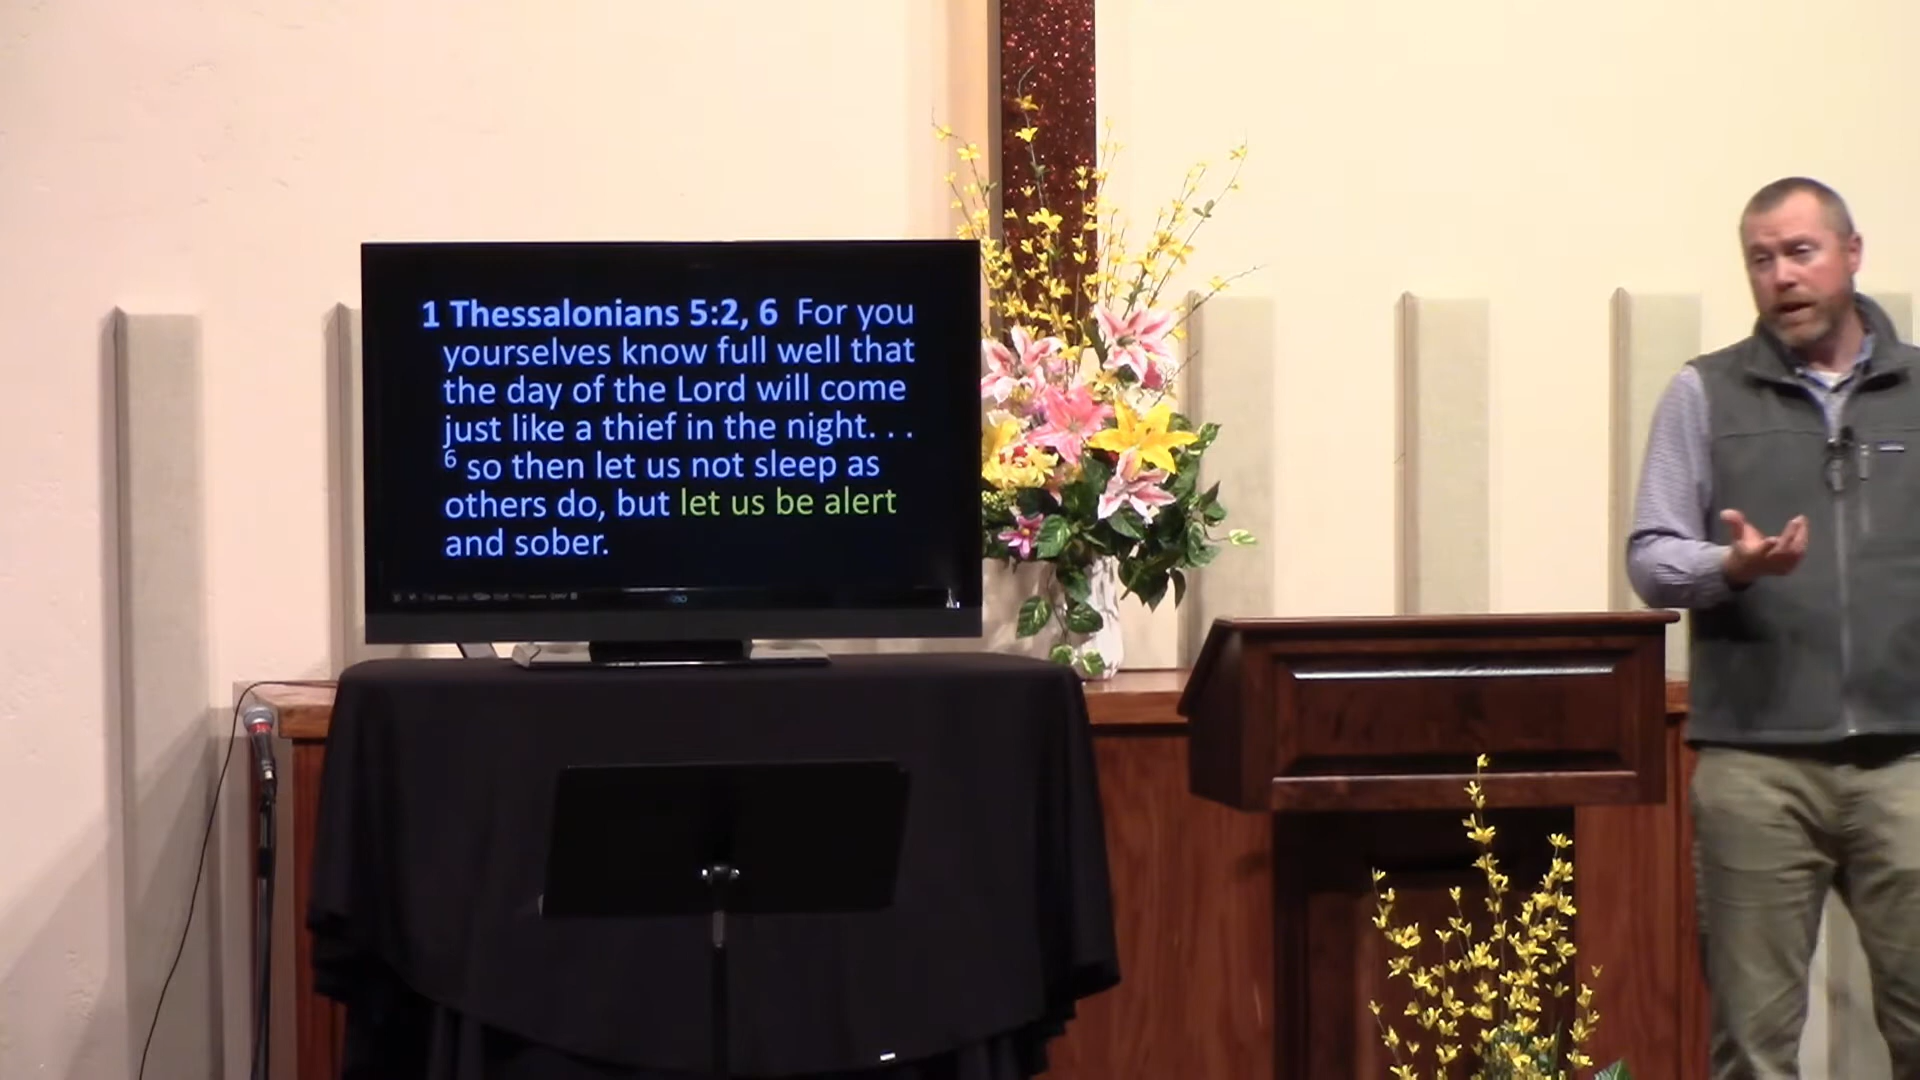 1 Thessalonians 5:2, 6 For you
yourselves know full well that
the day of the Lord will come
just like a thief in the night. . .
6 so then let us not sleep as
others do, but let us be alert
and sober.